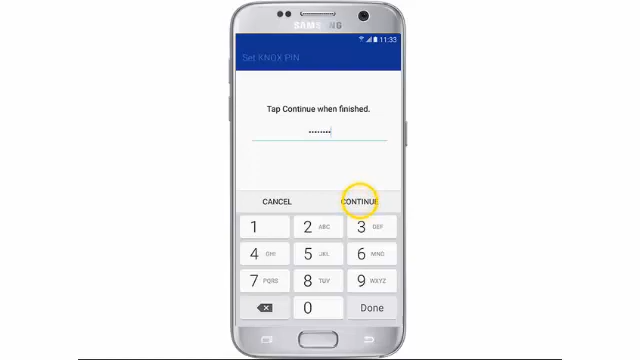 SAMSUNG
11:33
Set KNOX PIN
Tap Continue when finished.
CANCEL CONTINUE
1 2 ABC 3 DEF
4 GHI 5 JKL 6 MNO
7 PQRS 8 TUV 9 WXYZ
0 Done